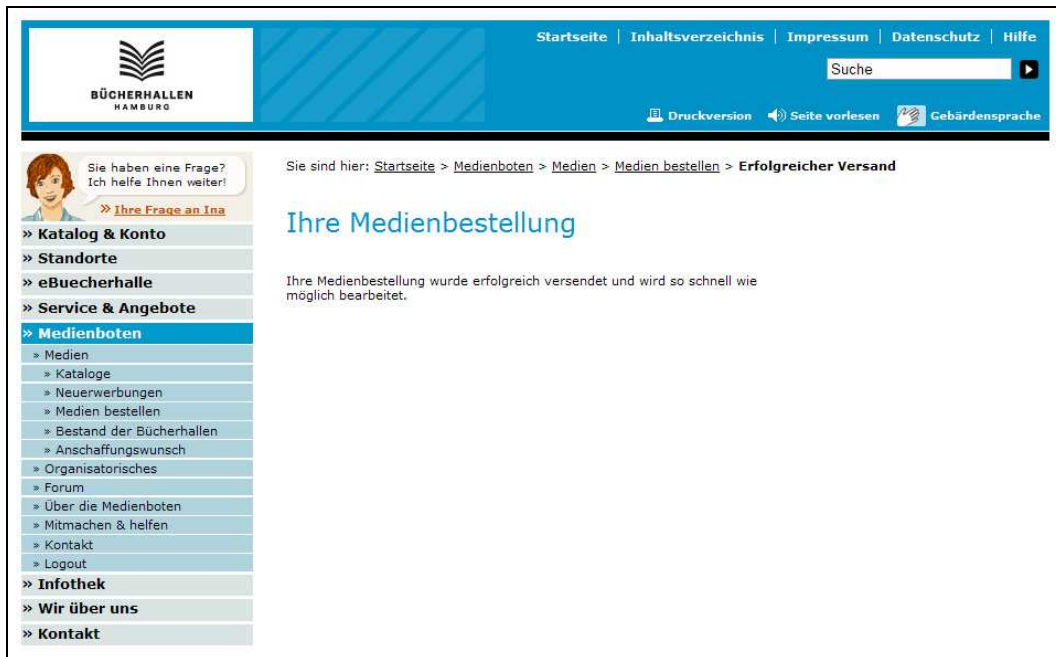 Startseite | Inhaltsverzeichnis | Impressum | Datenschutz | Hilfe
Suche
BÜCHERHALLEN
HAMBURG
Druckversion Seite vorlesen Gebärdensprache
Sie haben eine Frage?
Ich helfe Ihnen weiter!
» Ihre Frage an Ina
Sie sind hier: Startseite > Medienboten > Medien > Medien bestellen > Erfolgreicher Versand
Ihre Medienbestellung
Ihre Medienbestellung wurde erfolgreich versendet und wird so schnell wie
möglich bearbeitet.
» Katalog & Konto
» Standorte
» eBuecherhalle
» Service & Angebote
» Medienboten
» Medien
» Kataloge
» Neuerwerbungen
» Medien bestellen
» Bestand der Bücherhallen
» Anschaffungswunsch
» Organisatorisches
» Forum
» Über die Medienboten
» Mitmachen & helfen
» Kontakt
» Logout
» Infothek
» Wir über uns
» Kontakt